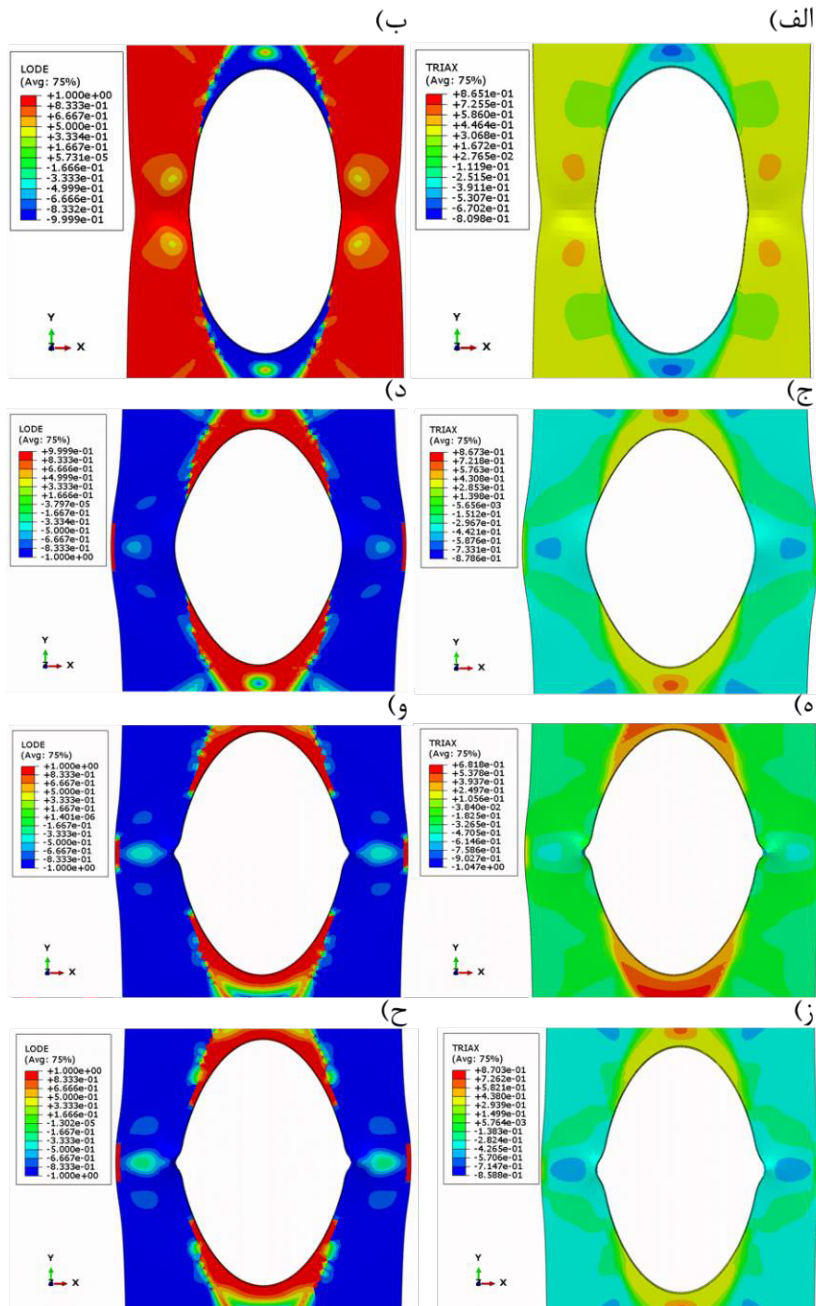 الف)
TRIAX
(Avg: 75%)
+8.651e-01
+7.255e-01
+5.860e-01
+4.464e-01
+3.068e-01
+1.672e-01
+2.765e-02
-1.119e-01
-2.515e-01
-3.911e-01
-5.307e-01
-6.702e-01
-8.098e-01
Y
Z X
ب)
LODE
(Avg: 75%)
+1.000e+00
+8.333e-01
+6.667e-01
+5.000e-01
+3.334e-01
+1.667e-01
+5.731e-05
-1.666e-01
-3.333e-01
-4.999e-01
-6.666e-01
-8.332e-01
-9.999e-01
Y
Z X
ج)
TRIAX
(Avg: 75%)
+8.673e-01
+7.218e-01
+5.763e-01
+4.308e-01
+2.853e-01
+1.398e-01
-5.656e-03
-1.512e-01
-2.967e-01
-4.421e-01
-5.876e-01
-7.331e-01
-8.786e-01
Y
Z X
د)
LODE
(Avg: 75%)
+9.999e-01
+8.333e-01
+6.666e-01
+4.999e-01
+3.333e-01
+1.666e-01
-3.797e-05
-1.667e-01
-3.334e-01
-5.000e-01
-6.667e-01
-8.333e-01
-1.000e+00
Y
Z X
ه)
TRIAX
(Avg: 75%)
+6.818e-01
+5.378e-01
+3.937e-01
+2.497e-01
+1.056e-01
-3.840e-02
-1.825e-01
-3.265e-01
-4.705e-01
-6.146e-01
-7.586e-01
-9.027e-01
-1.047e+00
Y
Z X
و)
LODE
(Avg: 75%)
+1.000e+00
+8.333e-01
+6.667e-01
+5.000e-01
+3.333e-01
+1.667e-01
+1.401e-06
-1.667e-01
-3.333e-01
-5.000e-01
-6.667e-01
-8.333e-01
-1.000e+00
Y
Z X
ز)
TRIAX
(Avg: 75%)
+8.703e-01
+7.262e-01
+5.821e-01
+4.380e-01
+2.939e-01
+1.499e-01
+5.764e-03
-1.383e-01
-2.824e-01
-4.265e-01
-5.706e-01
-7.147e-01
-8.588e-01
Y
Z X
ح)
LODE
(Avg: 75%)
+1.000e+00
+8.333e-01
+6.666e-01
+5.000e-01
+3.333e-01
+1.666e-01
-1.302e-05
-1.667e-01
-3.333e-01
-5.000e-01
-6.667e-01
-8.333e-01
-1.000e+00
Y
Z X